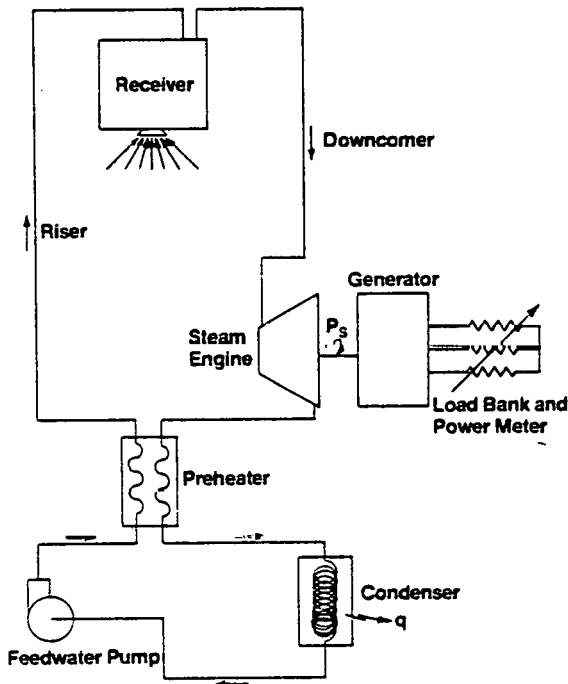 Receiver
Downcomer
Riser
Generator
Steam
Engine
Ps
Load Bank and
Power Meter
Preheater
Condenser
q
Feedwater Pump